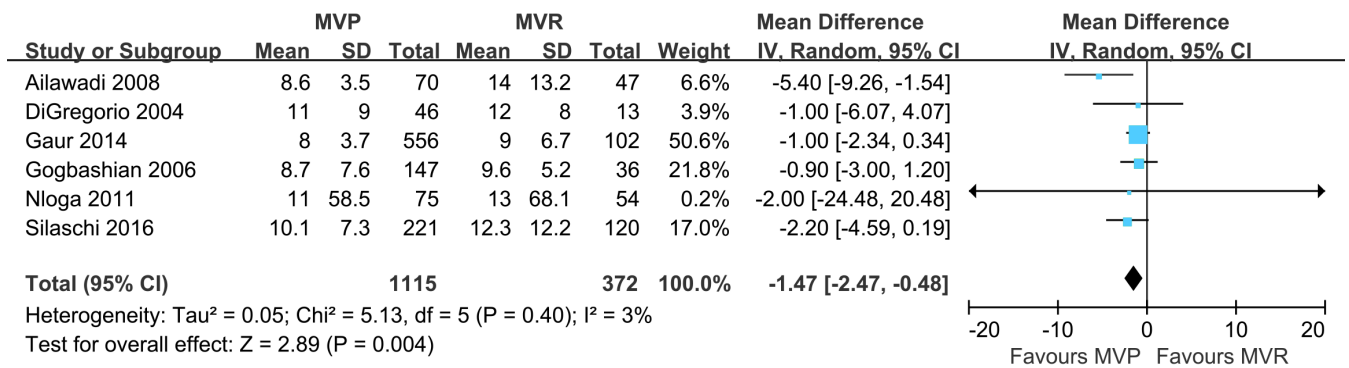 MVP MVR Mean Difference Mean Difference
Study or Subgroup Mean SD Total Mean SD Total Weight IV, Random, 95% CI IV, Random, 95% CI
Ailawadi 2008 8.6 3.5 70 14 13.2 47 6.6% -5.40 [-9.26, -1.54]
DiGregorio 2004 11 9 46 12 8 13 3.9% -1.00 [-6.07, 4.07]
Gaur 2014 8 3.7 556 9 6.7 102 50.6% -1.00 [-2.34, 0.34]
Gogbashian 2006 8.7 7.6 147 9.6 5.2 36 21.8% -0.90 [-3.00, 1.20]
Nloga 2011 11 58.5 75 13 68.1 54 0.2% -2.00 [-24.48, 20.48]
Silaschi 2016 10.1 7.3 221 12.3 12.2 120 17.0% -2.20 [-4.59, 0.19]
Total (95% CI) 1115 372 100.0% -1.47 [-2.47, -0.48]
Heterogeneity: Tau² = 0.05; Chi² = 5.13, df = 5 (P = 0.40); I² = 3%
Test for overall effect: Z = 2.89 (P = 0.004)
-20 -10 0 10 20
Favours MVP Favours MVR